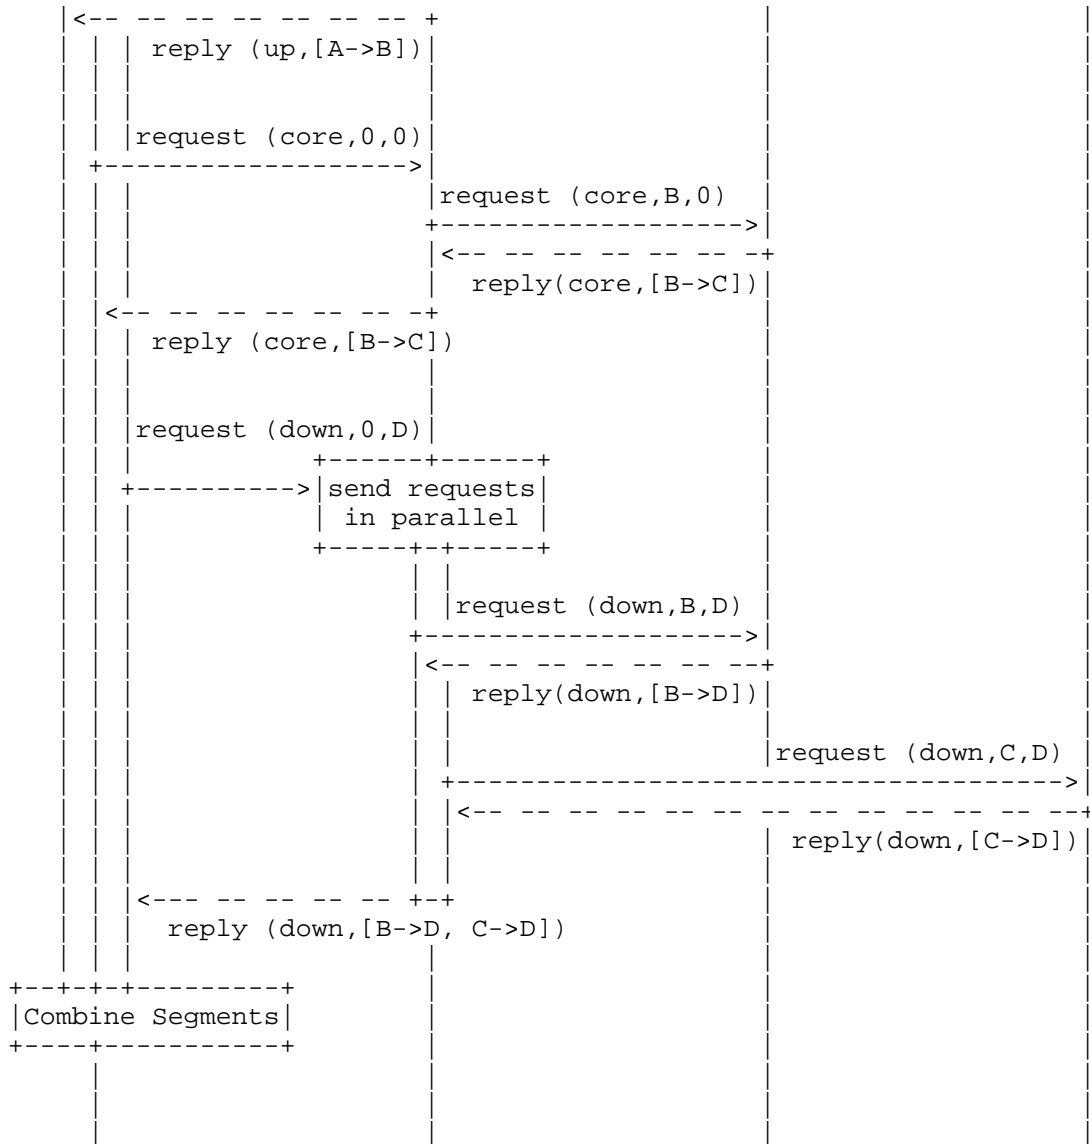 reply (up,[A->B])
request (core,0,0)
request (core,B,0)
reply(core,[B->C])
reply (core,[B->C])
request (down,0,D)
send requests
in parallel
request (down,B,D)
reply(down,[B->D])
request (down,C,D)
reply(down,[C->D])
reply (down,[B->D, C->D])
Combine Segments